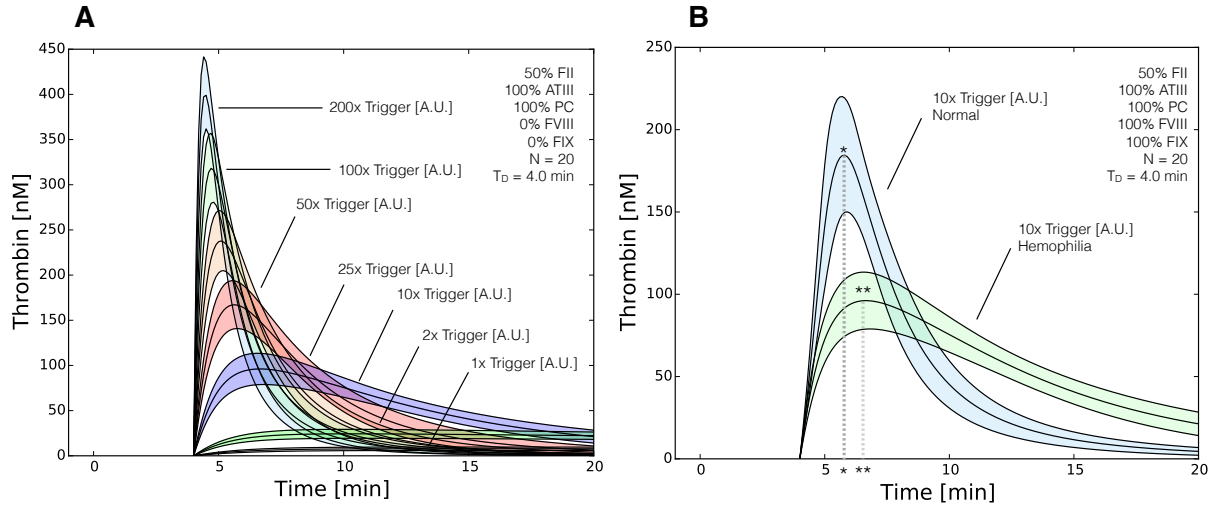 A
450
400
350
300
250
200
150
100
50
0
Thrombin [nM]
0
5
10
15
20
Time [min]
50% FII
100% ATIII
100% PC
0% FVIII
0% FIX
N = 20
TD = 4.0 min
200x Trigger [A.U.]
100x Trigger [A.U.]
50x Trigger [A.U.]
25x Trigger [A.U.]
10x Trigger [A.U.]
2x Trigger [A.U.]
1x Trigger [A.U.]
B
250
200
150
100
50
0
Thrombin [nM]
0
5
10
15
20
Time [min]
50% FII
100% ATIII
100% PC
100% FVIII
100% FIX
N = 20
TD = 4.0 min
10x Trigger [A.U.]
Normal
10x Trigger [A.U.]
Hemophilia
*
**
*
**